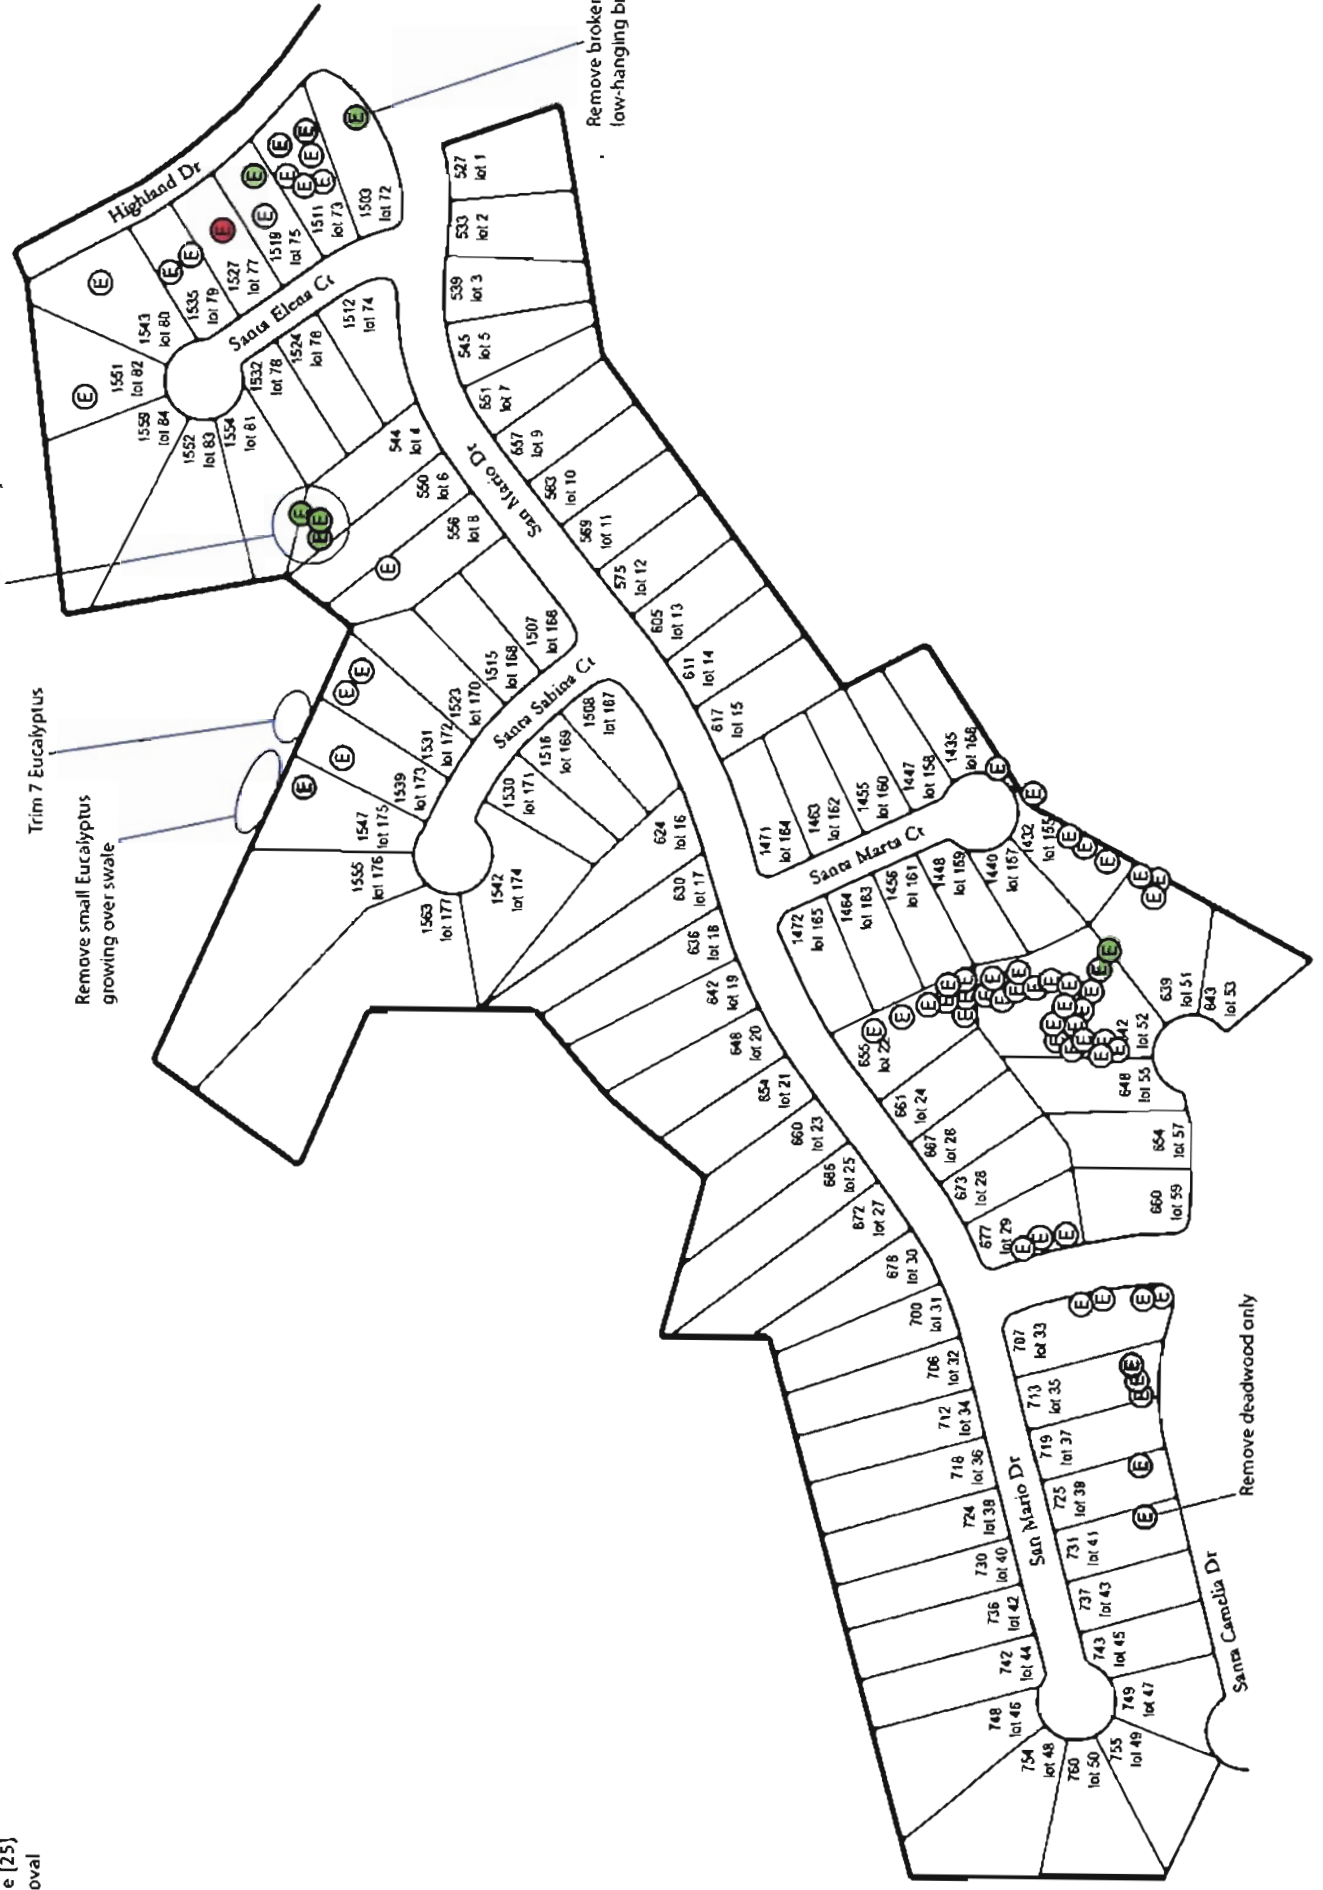 e [25]
oval
Trim 7 Eucalyptus
Remove small Eucalyptus
growing over swale
Remove broken
low-hanging
Remove deadwood only
Highland Dr
Santa Elena Ct
San Mario Dr
Santa Sabina Ct
Santa Marta Ct
San Mario Dr
Santa Camelia Dr
1503
lot 72
1511
lot 73
1519
lot 75
1527
lot 77
1535
lot 79
1543
lot 80
1551
lot 82
1559
lot 84
1552
lot 83
1554
lot 81
1532
lot 78
1524
lot 76
1512
lot 74
527
lot 1
533
lot 2
539
lot 3
545
lot 5
551
lot 7
557
lot 9
563
lot 10
569
lot 11
575
lot 12
605
lot 13
611
lot 14
617
lot 15
544
lot 4
550
lot 6
556
lot 8
1507
lot 166
1515
lot 168
1523
lot 170
1531
lot 172
1539
lot 173
1547
lot 175
1555
lot 176
1563
lot 177
1542
lot 174
1530
lot 171
1516
lot 169
1508
lot 167
624
lot 16
630
lot 17
636
lot 18
642
lot 19
648
lot 20
654
lot 21
660
lot 23
666
lot 25
672
lot 27
678
lot 30
700
lot 31
706
lot 32
712
lot 34
718
lot 36
724
lot 38
730
lot 40
736
lot 42
742
lot 44
748
lot 46
754
lot 48
760
lot 50
755
lot 49
749
lot 47
743
lot 45
737
lot 43
731
lot 41
725
lot 39
719
lot 37
713
lot 35
707
lot 33
677
lot 29
673
lot 28
667
lot 26
661
lot 24
655
lot 22
1471
lot 164
1463
lot 162
1455
lot 160
1447
lot 158
1435
lot 156
1432
lot 155
1440
lot 157
1448
lot 159
1456
lot 161
1464
lot 163
1472
lot 165
639
lot 51
643
lot 53
642
lot 52
648
lot 55
654
lot 57
660
lot 59